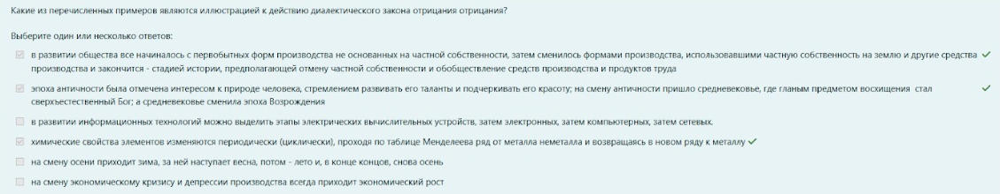 Какие из перечисленных примеров являются иллюстрацией к действию диалектического закона отрицания отрицания?
Выберите один или несколько ответов:
в развитии общества все начиналось с первобытных форм производства не основанных на частной собственности, затем сменилось формами производства, использовавшими частную собственность на землю и другие средства
производства и закончится - стадией истории, предполагающей отмену частной собственности и обобществление средств производства и продуктов труда
эпоха античности была отмечена интересом к природе человека, стремлением развивать его таланты и подчеркивать его красоту; на смену античности пришло средневековье, где гланым предметом восхищения стал
сверхъестественный Бог; а средневековье сменила эпоха Возрождения
в развитии информационных технологий можно выделить этапы электрических вычислительных устройств, затем электронных, затем компьютерных, затем сетевых.
химические свойства элементов изменяются периодически (циклически), проходя по таблице Менделеева ряд от металла неметалла и возвращаясь в новом ряду к металлу
на смену осени приходит зима, за ней наступает весна, потом - лето и, в конце концов, снова осень
на смену экономическому кризису и депрессии производства всегда приходит экономический рост